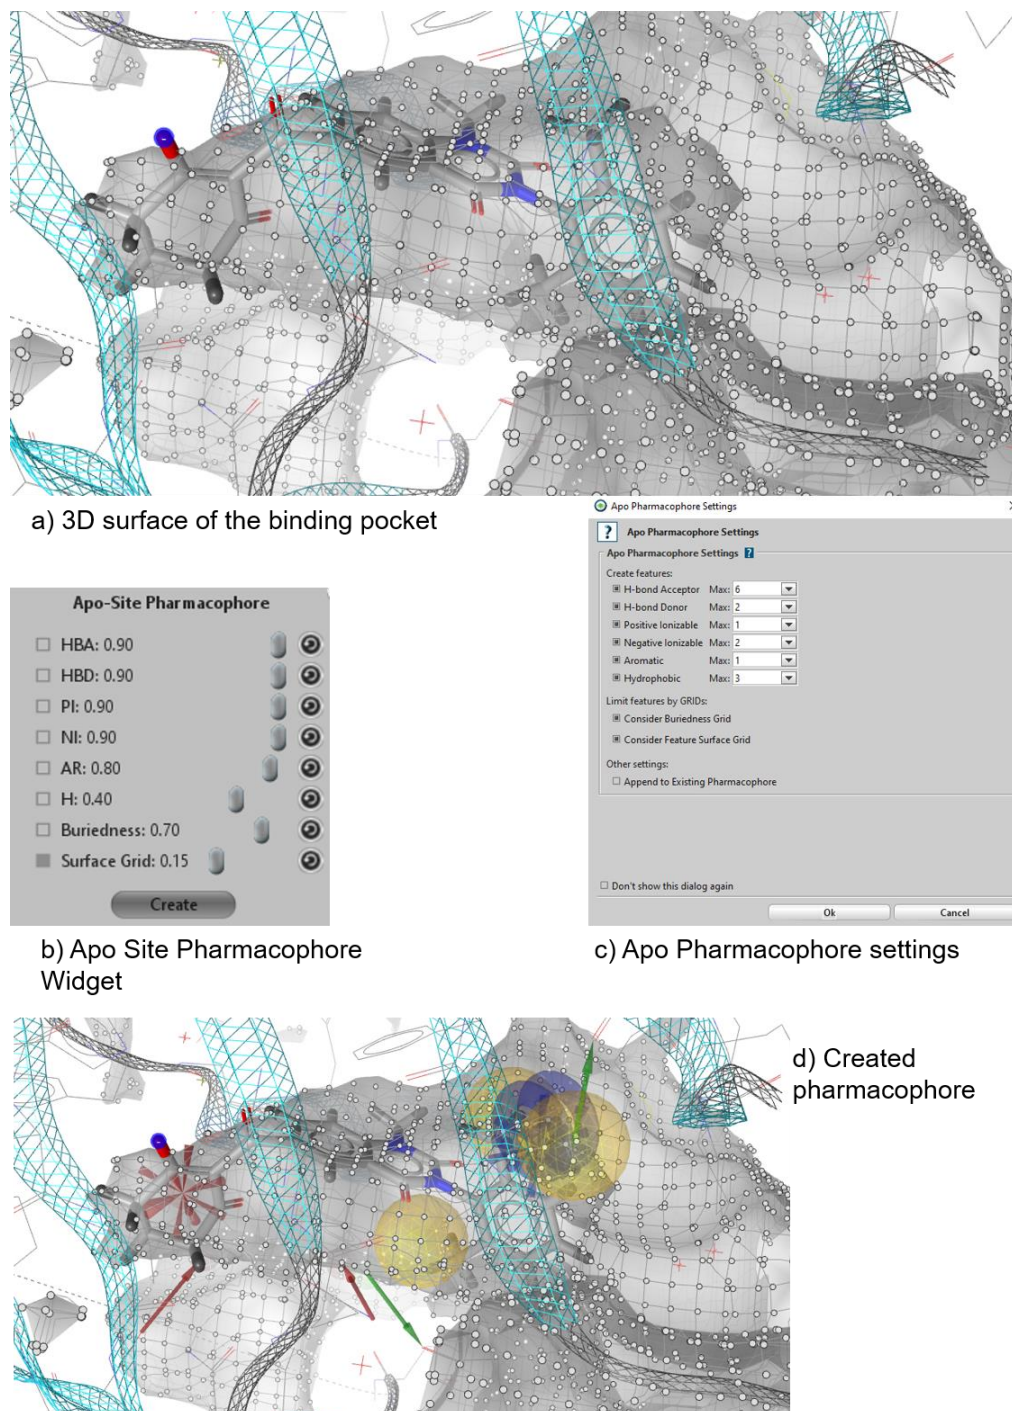 a) 3D surface of the binding pocket
Apo-Site Pharmacophore
HBA: 0.90
HBD: 0.90
PI: 0.90
NI: 0.90
AR: 0.80
H: 0.40
Buriedness: 0.70
Surface Grid: 0.15
Create
b) Apo Site Pharmacophore
Widget
Apo Pharmacophore Settings
? Apo Pharmacophore Settings
Apo Pharmacophore Settings ?
Create features:
H-bond Acceptor Max: 6
H-bond Donor Max: 2
Positive Ionizable Max: 1
Negative Ionizable Max: 2
Aromatic Max: 1
Hydrophobic Max: 3
Limit features by GRIDs:
Consider Buriedness Grid
Consider Feature Surface Grid
Other settings:
Append to Existing Pharmacophore
Don't show this dialog again
Ok Cancel
c) Apo Pharmacophore settings
d) Created
pharmacophore